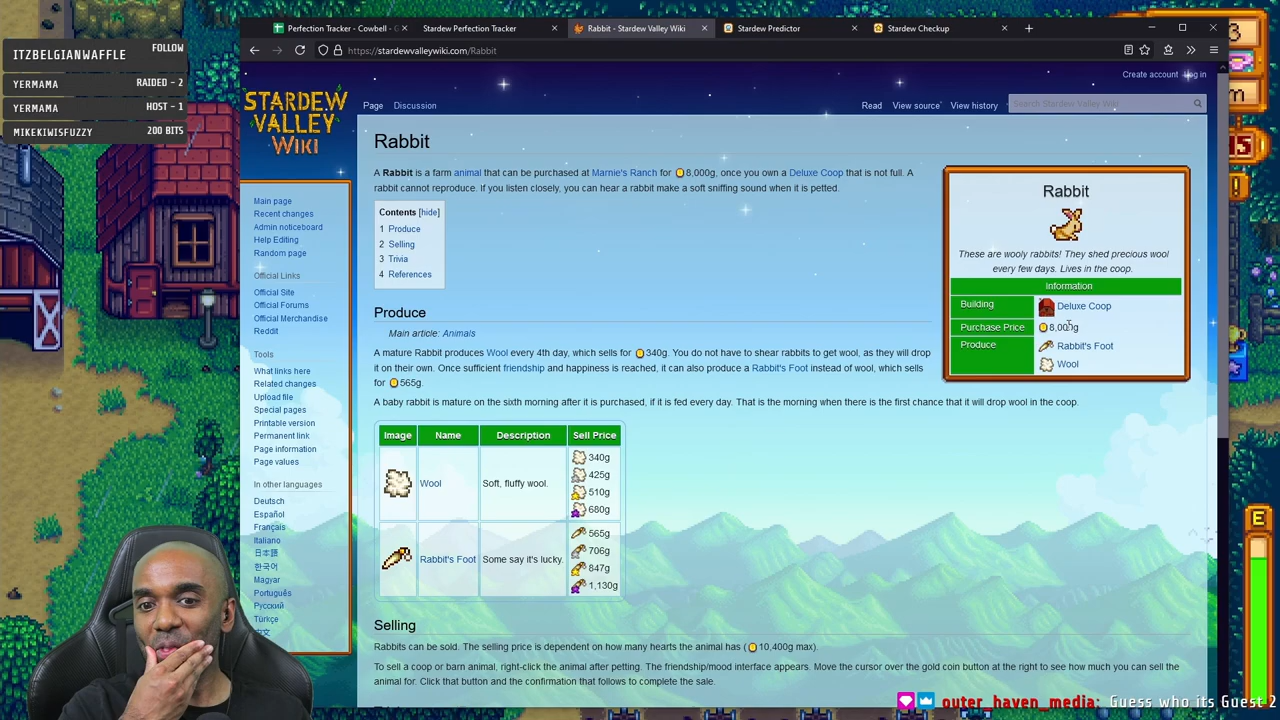 ITZBELGIANWAFFLE FOLLOW
YERMAMA RAIDED - 2
YERMAMA HOST - 1
MIKEKIWISFUZZY 200 BITS
Perfection Tracker - Cowbell - G
Stardew Perfection Tracker
Rabbit - Stardew Valley Wiki
Stardew Predictor
Stardew Checkup
https://stardewvalleywiki.com/Rabbit
Create account Log in
STARDEW
VALLEY
WIKI
Page Discussion Read View source View history Search Stardew Valley Wiki
Main page
Recent changes
Admin noticeboard
Help Editing
Random page
Official Links
Official Site
Official Forums
Official Merchandise
Reddit
Tools
What links here
Related changes
Upload file
Special pages
Printable version
Permanent link
Page information
Page values
In other languages
Deutsch
Español
Français
Italiano
日本語
한국어
Magyar
Português
Русский
Türkçe
中文
Rabbit
A Rabbit is a farm animal that can be purchased at Marnie's Ranch for 8,000g, once you own a Deluxe Coop that is not full. A
rabbit cannot reproduce. If you listen closely, you can hear a rabbit make a soft sniffing sound when it is petted.
Contents [hide]
1 Produce
2 Selling
3 Trivia
4 References
Rabbit
These are wooly rabbits! They shed precious wool
every few days. Lives in the coop.
Information
Building Deluxe Coop
Purchase Price 8,000g
Produce Rabbit's Foot
Wool
Produce
Main article: Animals
A mature Rabbit produces Wool every 4th day, which sells for 340g. You do not have to shear rabbits to get wool, as they will drop
it on their own. Once sufficient friendship and happiness is reached, it can also produce a Rabbit's Foot instead of wool, which sells
for 565g.
A baby rabbit is mature on the sixth morning after it is purchased, if it is fed every day. That is the morning when there is the first chance that it will drop wool in the coop.
Image Name Description Sell Price
Wool Soft, fluffy wool.
340g
425g
510g
680g
Rabbit's Foot Some say it's lucky.
565g
706g
847g
1,130g
Selling
Rabbits can be sold. The selling price is dependent on how many hearts the animal has (10,400g max).
To sell a coop or barn animal, right-click the animal after petting. The friendship/mood interface appears. Move the cursor over the gold coin button at the right to see how much you can sell the
animal for. Click that button and the confirmation that follows to complete the sale.
3
m
15
E
outer_haven_media: Guess who its Guest 2